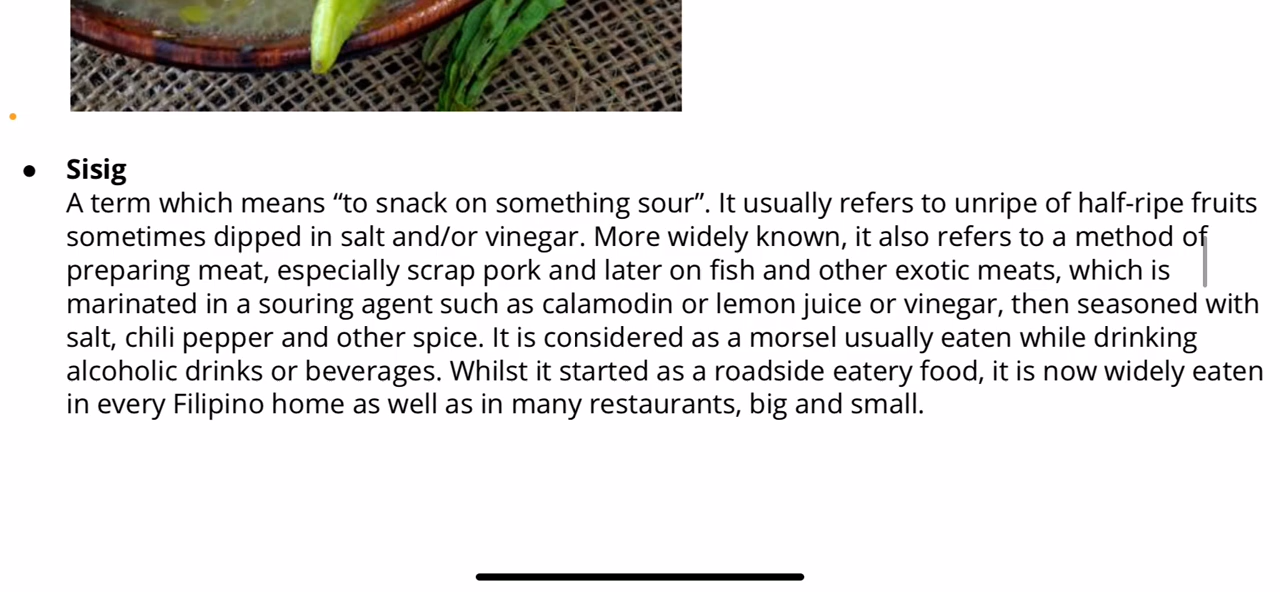 ● Sisig
A term which means “to snack on something sour”. It usually refers to unripe of half-ripe fruits
sometimes dipped in salt and/or vinegar. More widely known, it also refers to a method of
preparing meat, especially scrap pork and later on fish and other exotic meats, which is
marinated in a souring agent such as calamodin or lemon juice or vinegar, then seasoned with
salt, chili pepper and other spice. It is considered as a morsel usually eaten while drinking
alcoholic drinks or beverages. Whilst it started as a roadside eatery food, it is now widely eaten
in every Filipino home as well as in many restaurants, big and small.